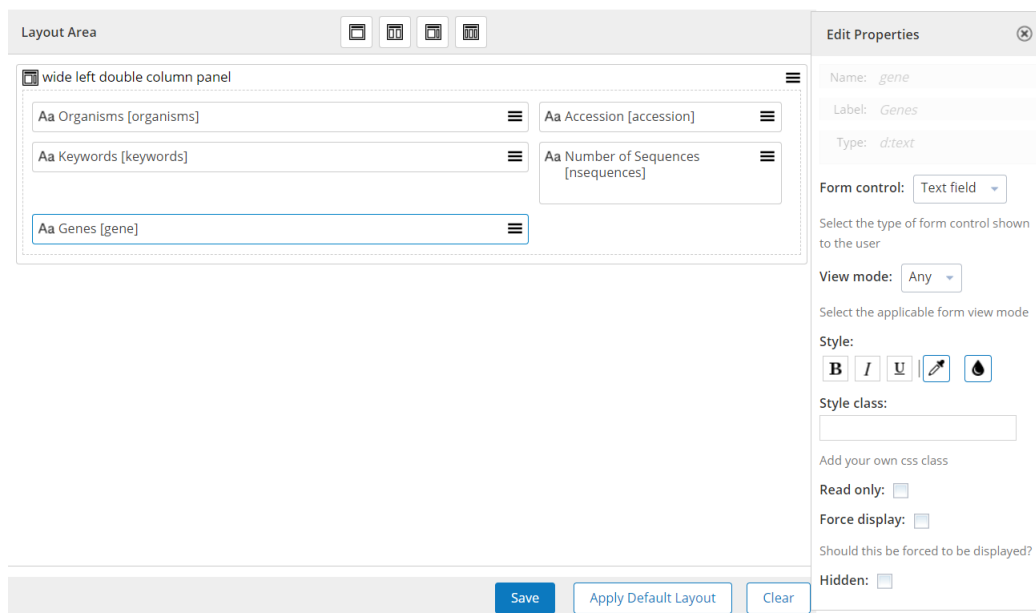 Layout Area
wide left double column panel
Aa Organisms [organisms]
Aa Accession [accession]
Aa Keywords [keywords]
Aa Number of Sequences
[nsequences]
Aa Genes [gene]
Save
Apply Default Layout
Clear
Edit Properties
Name: gene
Label: Genes
Type: d:text
Form control: Text field
Select the type of form control shown
to the user
View mode: Any
Select the applicable form view mode
Style:
B I U
Style class:
Add your own css class
Read only:
Force display:
Should this be forced to be displayed?
Hidden: